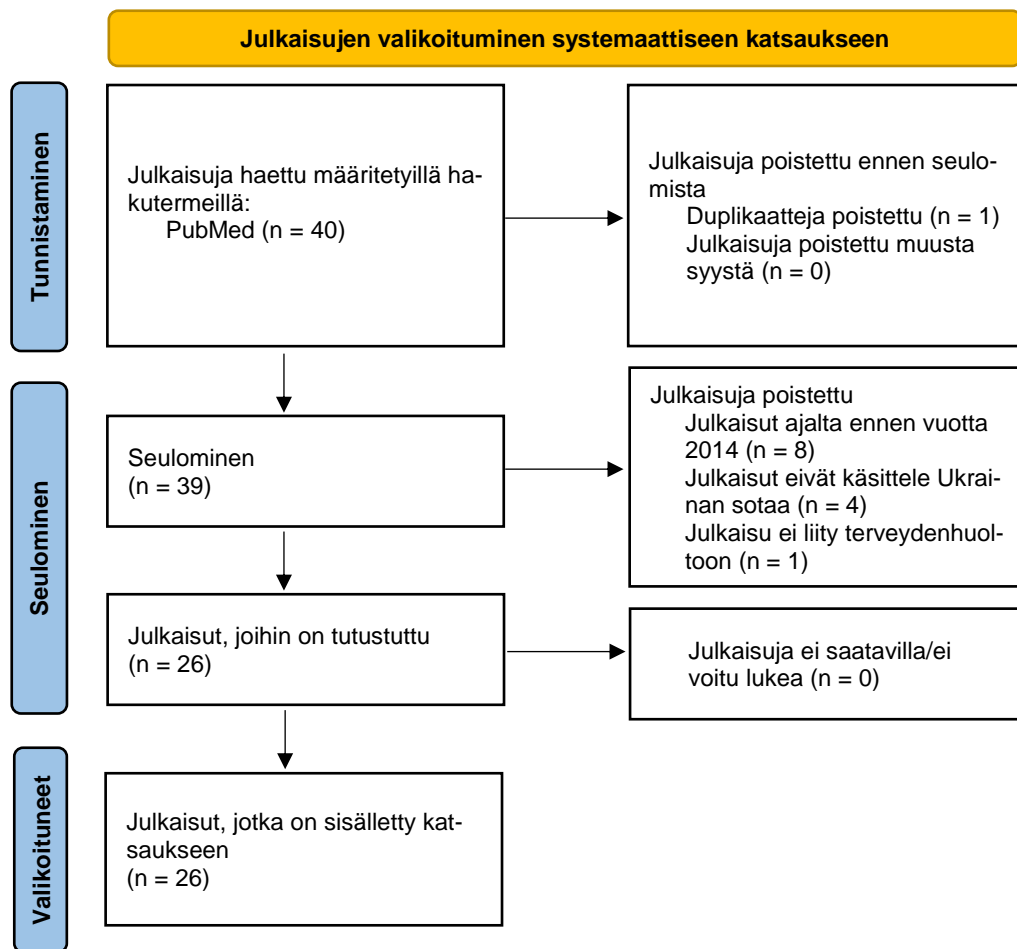 Julkaisujen valikoituminen systemaattiseen katsaukseen
Tunnistaminen
Julkaisuja haettu määritetyillä ha-
kutermeillä:
PubMed (n = 40)
Julkaisuja poistettu ennen seulo-
mista
Duplikaatteja poistettu (n = 1)
Julkaisuja poistettu muusta
syystä (n = 0)
Seulominen
Seulominen
(n = 39)
Julkaisuja poistettu
Julkaisut ajalta ennen vuotta
2014 (n = 8)
Julkaisut eivät käsittele Ukrai-
nan sotaa (n = 4)
Julkaisu ei liity terveydenhuol-
toon (n = 1)
Julkaisut, joihin on tutustuttu
(n = 26)
Julkaisuja ei saatavilla/ei
voitu lukea (n = 0)
Valikoituneet
Julkaisut, jotka on sisälletty kat-
saukseen
(n = 26)